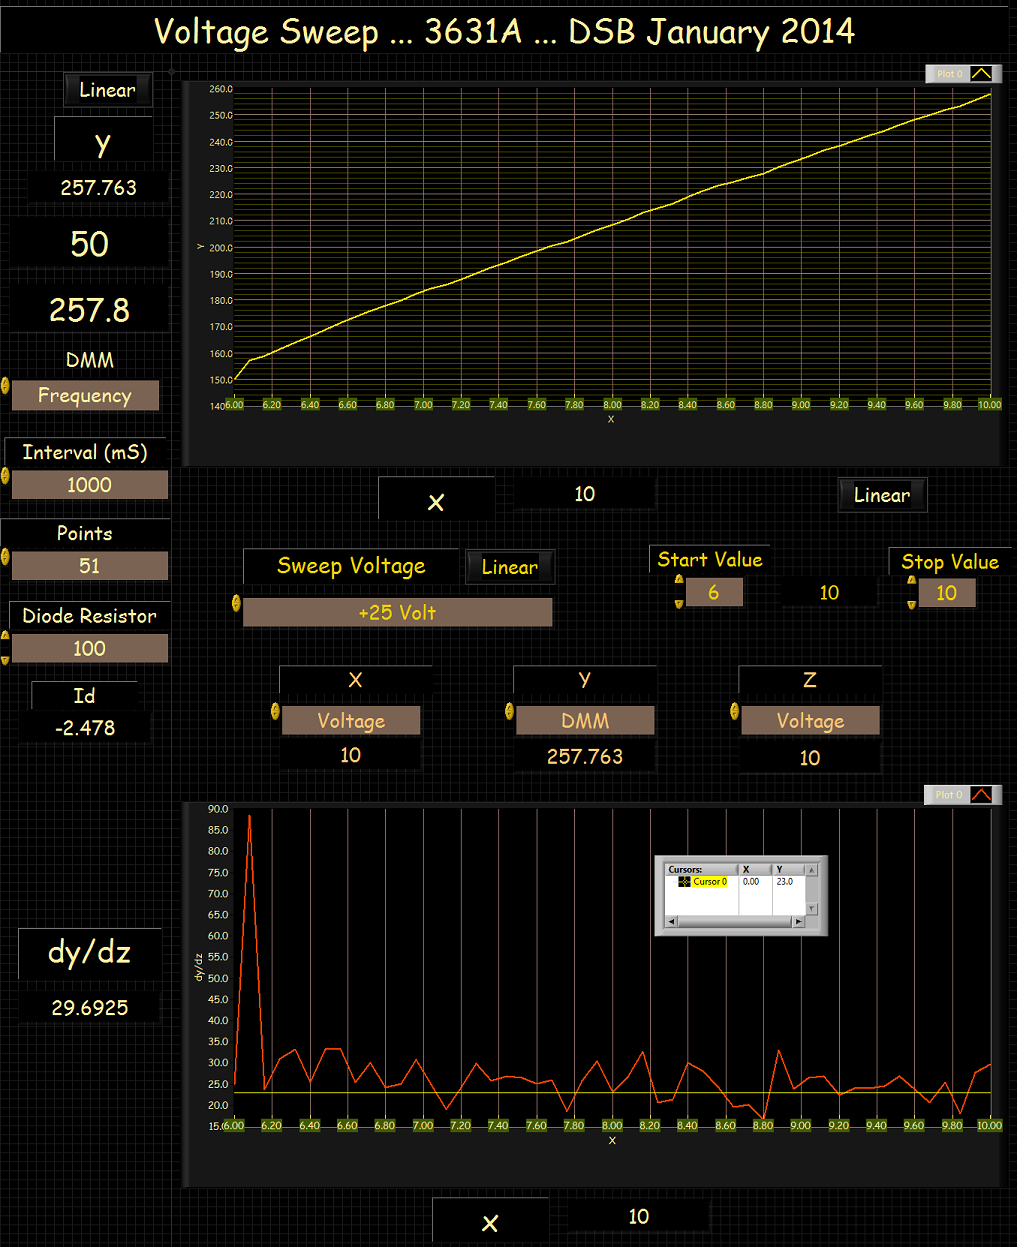 Voltage Sweep ... 3631A ... DSB January 2014
Linear
Plot 0
y
257.763
50
257.8
DMM
Frequency
Interval (mS)
1000
Points
51
Diode Resistor
100
Id
-2.478
260.0
250.0
240.0
230.0
220.0
210.0
200.0
190.0
180.0
170.0
160.0
150.0
140
Y
6.00 6.20 6.40 6.60 6.80 7.00 7.20 7.40 7.60 7.80 8.00 8.20 8.40 8.60 8.80 9.00 9.20 9.40 9.60 9.80 10.00
X
x 10 Linear
Sweep Voltage Linear
+25 Volt
Start Value Stop Value
6 10 10
X Y Z
Voltage DMM Voltage
10 257.763 10
Plot 0
90.0
85.0
80.0
75.0
70.0
65.0
60.0
55.0
50.0
45.0
40.0
35.0
30.0
25.0
20.0
15.
dy/dz
Cursors: X Y
Cursor 0 0.00 23.0
dy/dz
29.6925
6.00 6.20 6.40 6.60 6.80 7.00 7.20 7.40 7.60 7.80 8.00 8.20 8.40 8.60 8.80 9.00 9.20 9.40 9.60 9.80 10.00
X
x 10